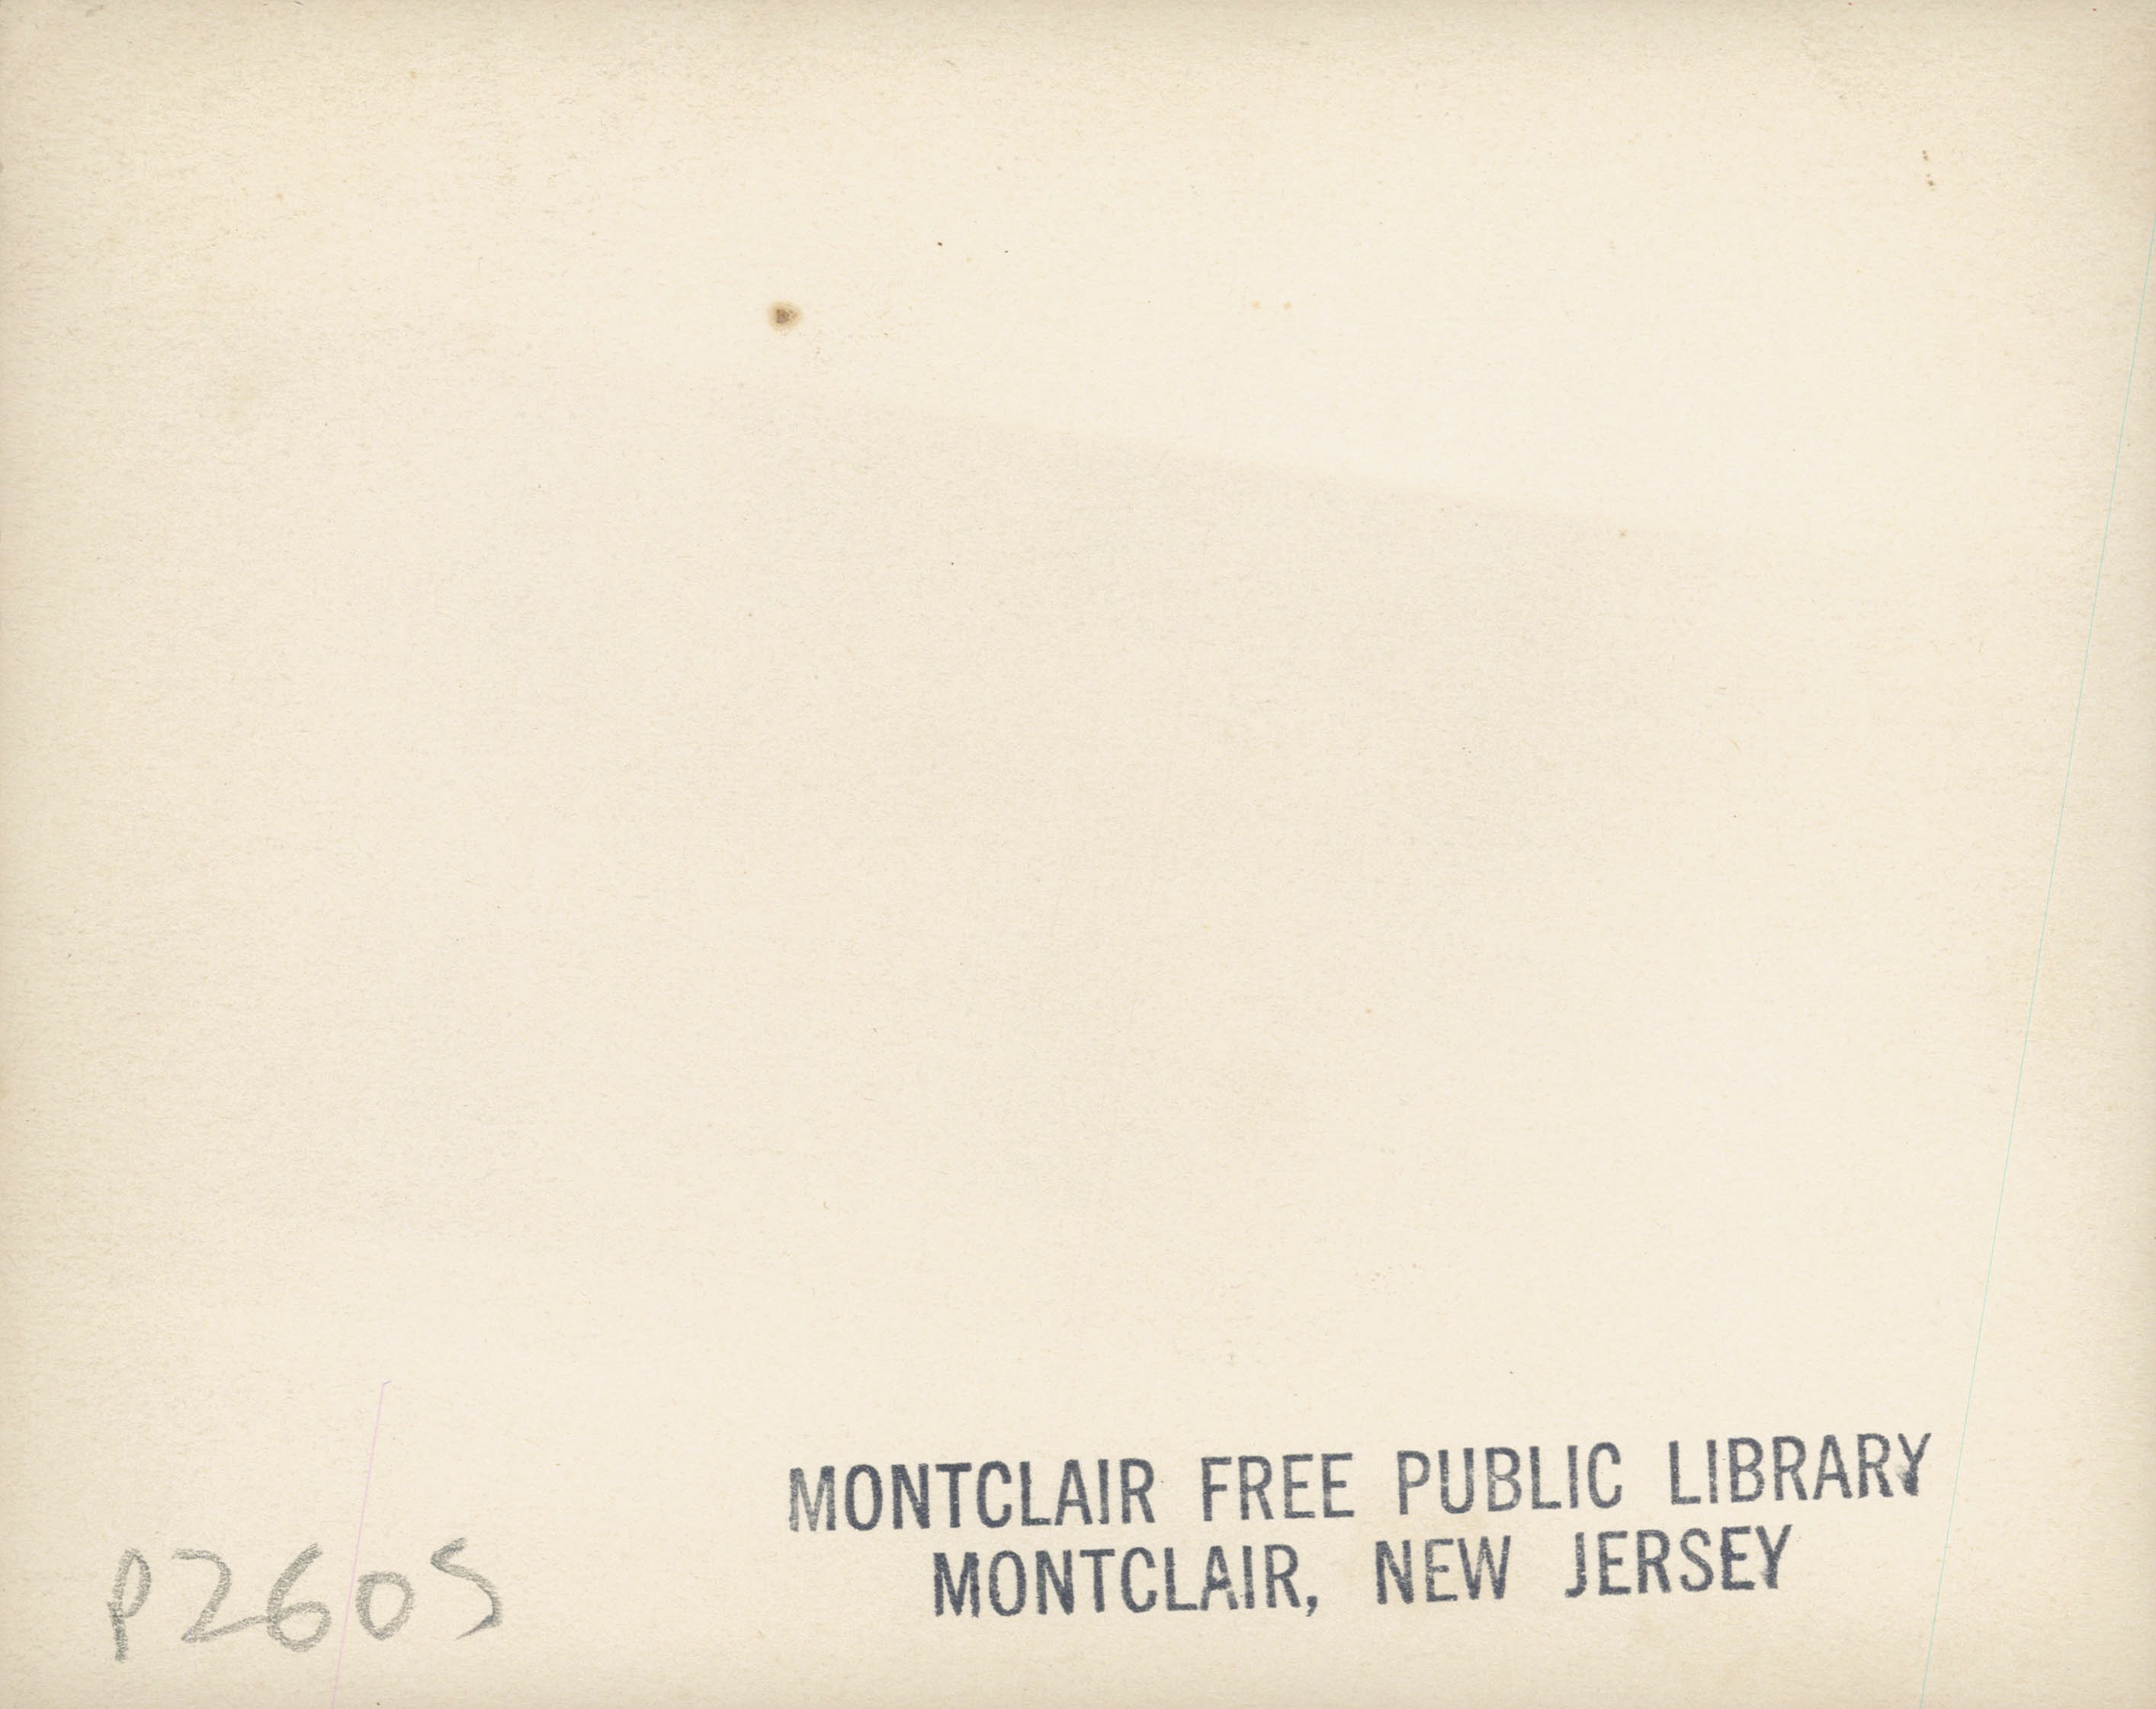 MONTCLAIR FREE PUBLIC LIBRARY
MONTCLAIR, NEW JERSEY
P2605